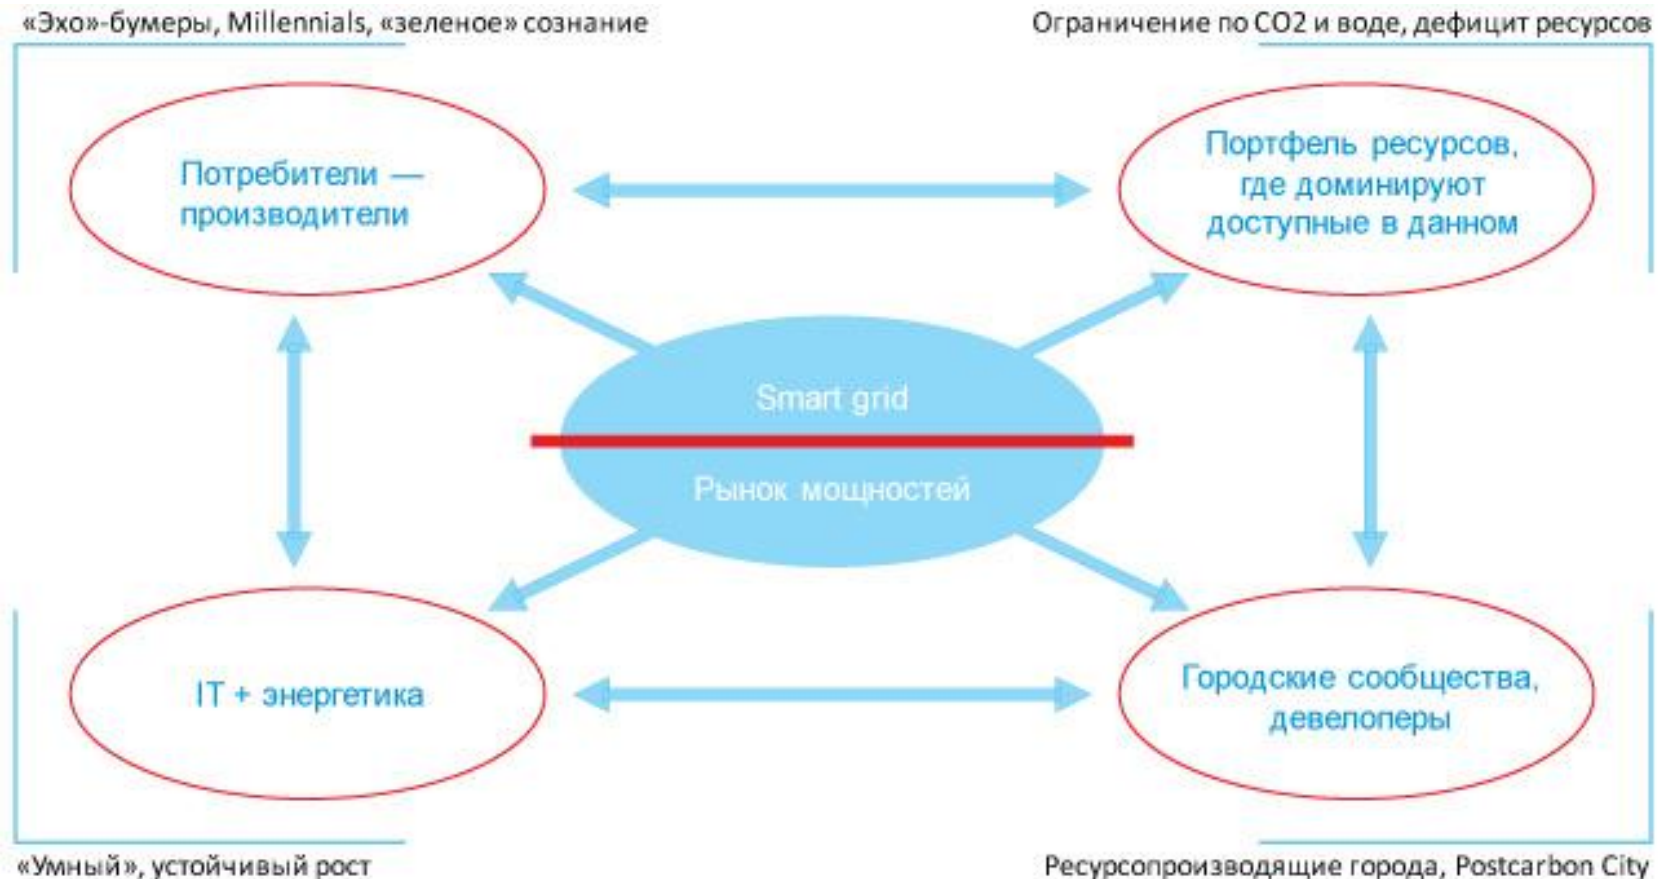 «Эхо»-бумеры, Millennials, «зеленое» сознание
Ограничение по СО2 и воде, дефицит ресурсов
Потребители —
производители
Портфель ресурсов,
где доминируют
доступные в данном
Smart grid
Рынок мощностей
IT + энергетика
Городские сообщества,
девелоперы
«Умный», устойчивый рост
Ресурсопроизводящие города, Postcarbon City